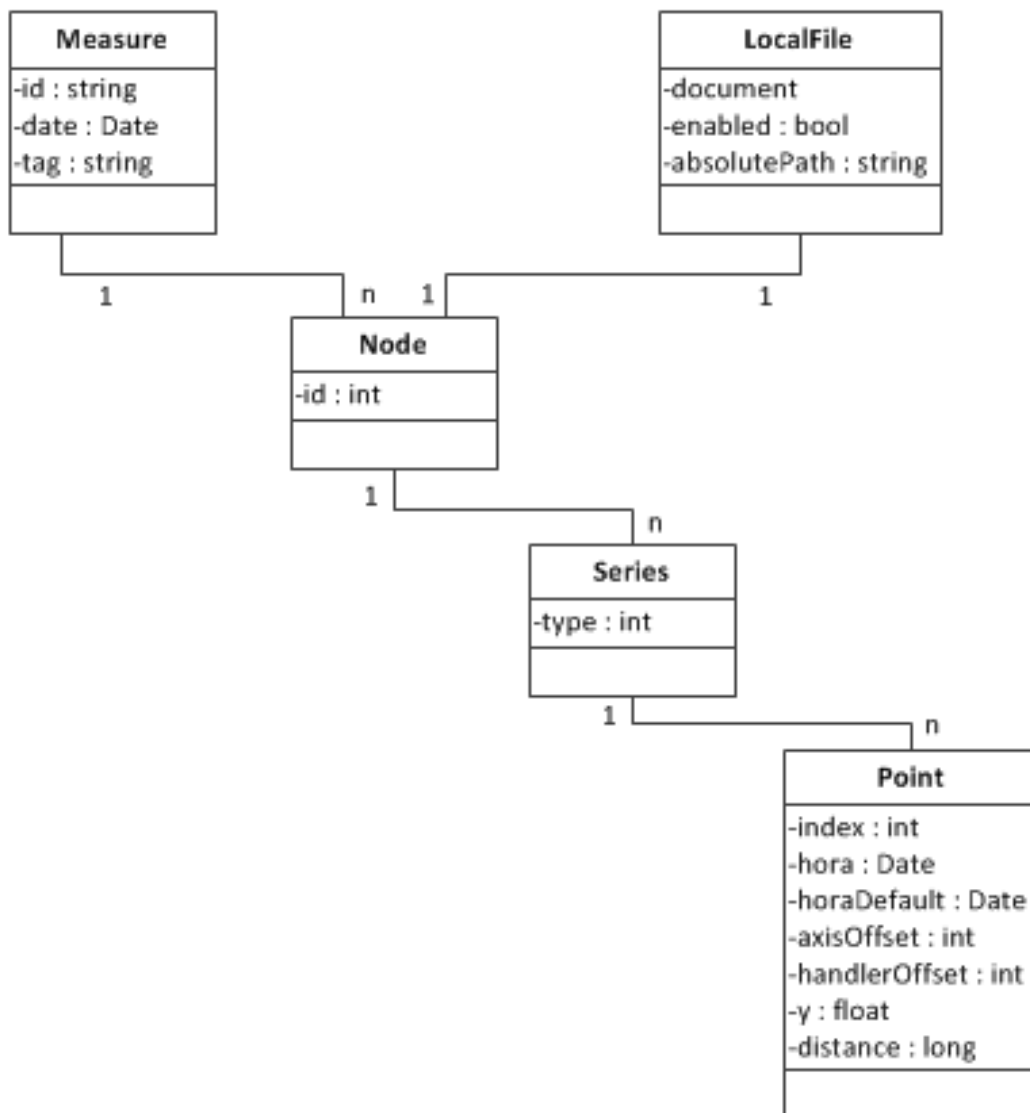 Measure
-id : string
-date : Date
-tag : string
LocalFile
-document
-enabled : bool
-absolutePath : string
1
n
1
1
Node
-id : int
1
n
Series
-type : int
1
n
Point
-index : int
-hora : Date
-horaDefault : Date
-axisOffset : int
-handlerOffset : int
-y : float
-distance : long